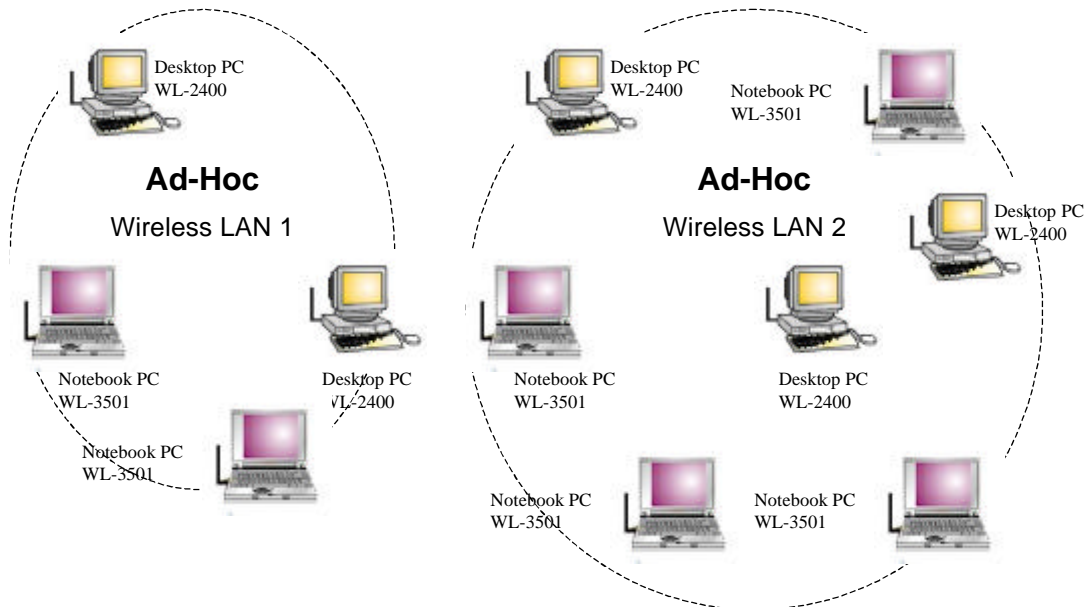 Desktop PC
WL-2400
Ad-Hoc
Wireless LAN 1
Notebook PC
WL-3501
Desktop PC
WL-2400
Notebook PC
WL-3501
Desktop PC
WL-2400
Notebook PC
WL-3501
Ad-Hoc
Wireless LAN 2
Desktop PC
WL-2400
Notebook PC
WL-3501
Desktop PC
WL-2400
Notebook PC
WL-3501
Notebook PC
WL-3501